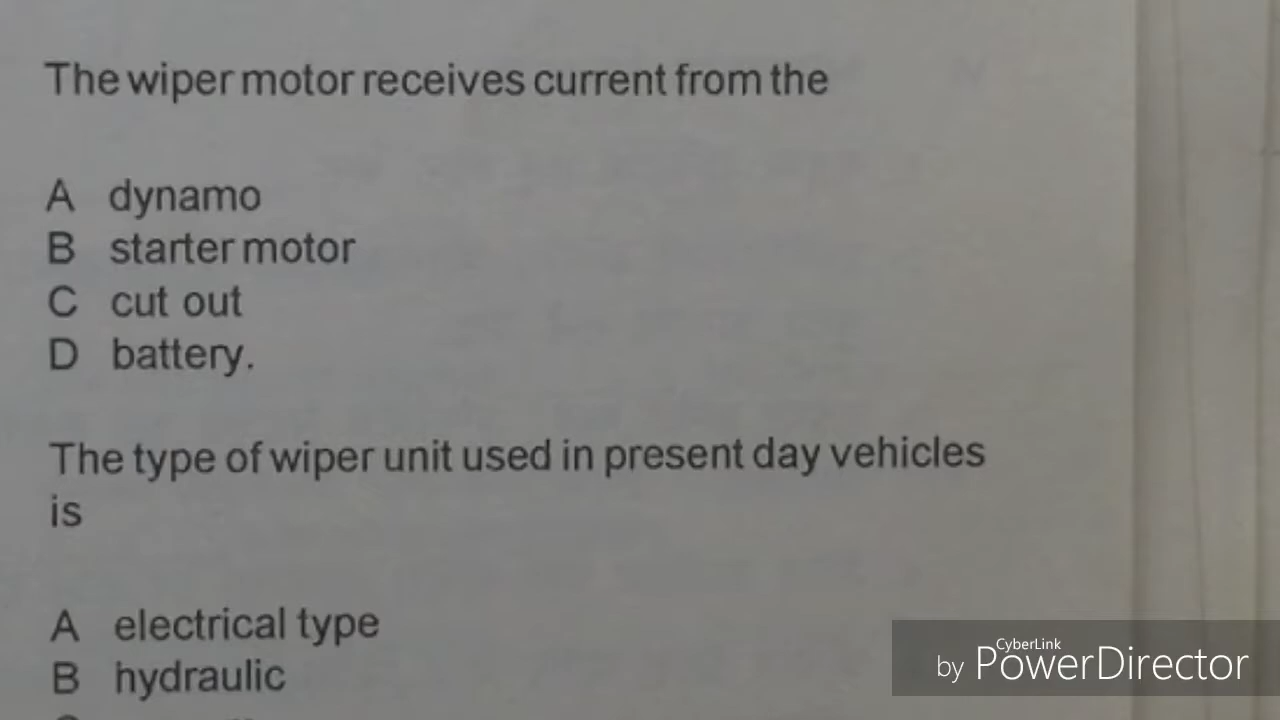 The wiper motor receives current from the
A dynamo
B starter motor
C cut out
D battery.
The type of wiper unit used in present day vehicles
is
A electrical type
B hydraulic
CyberLink
by PowerDirector